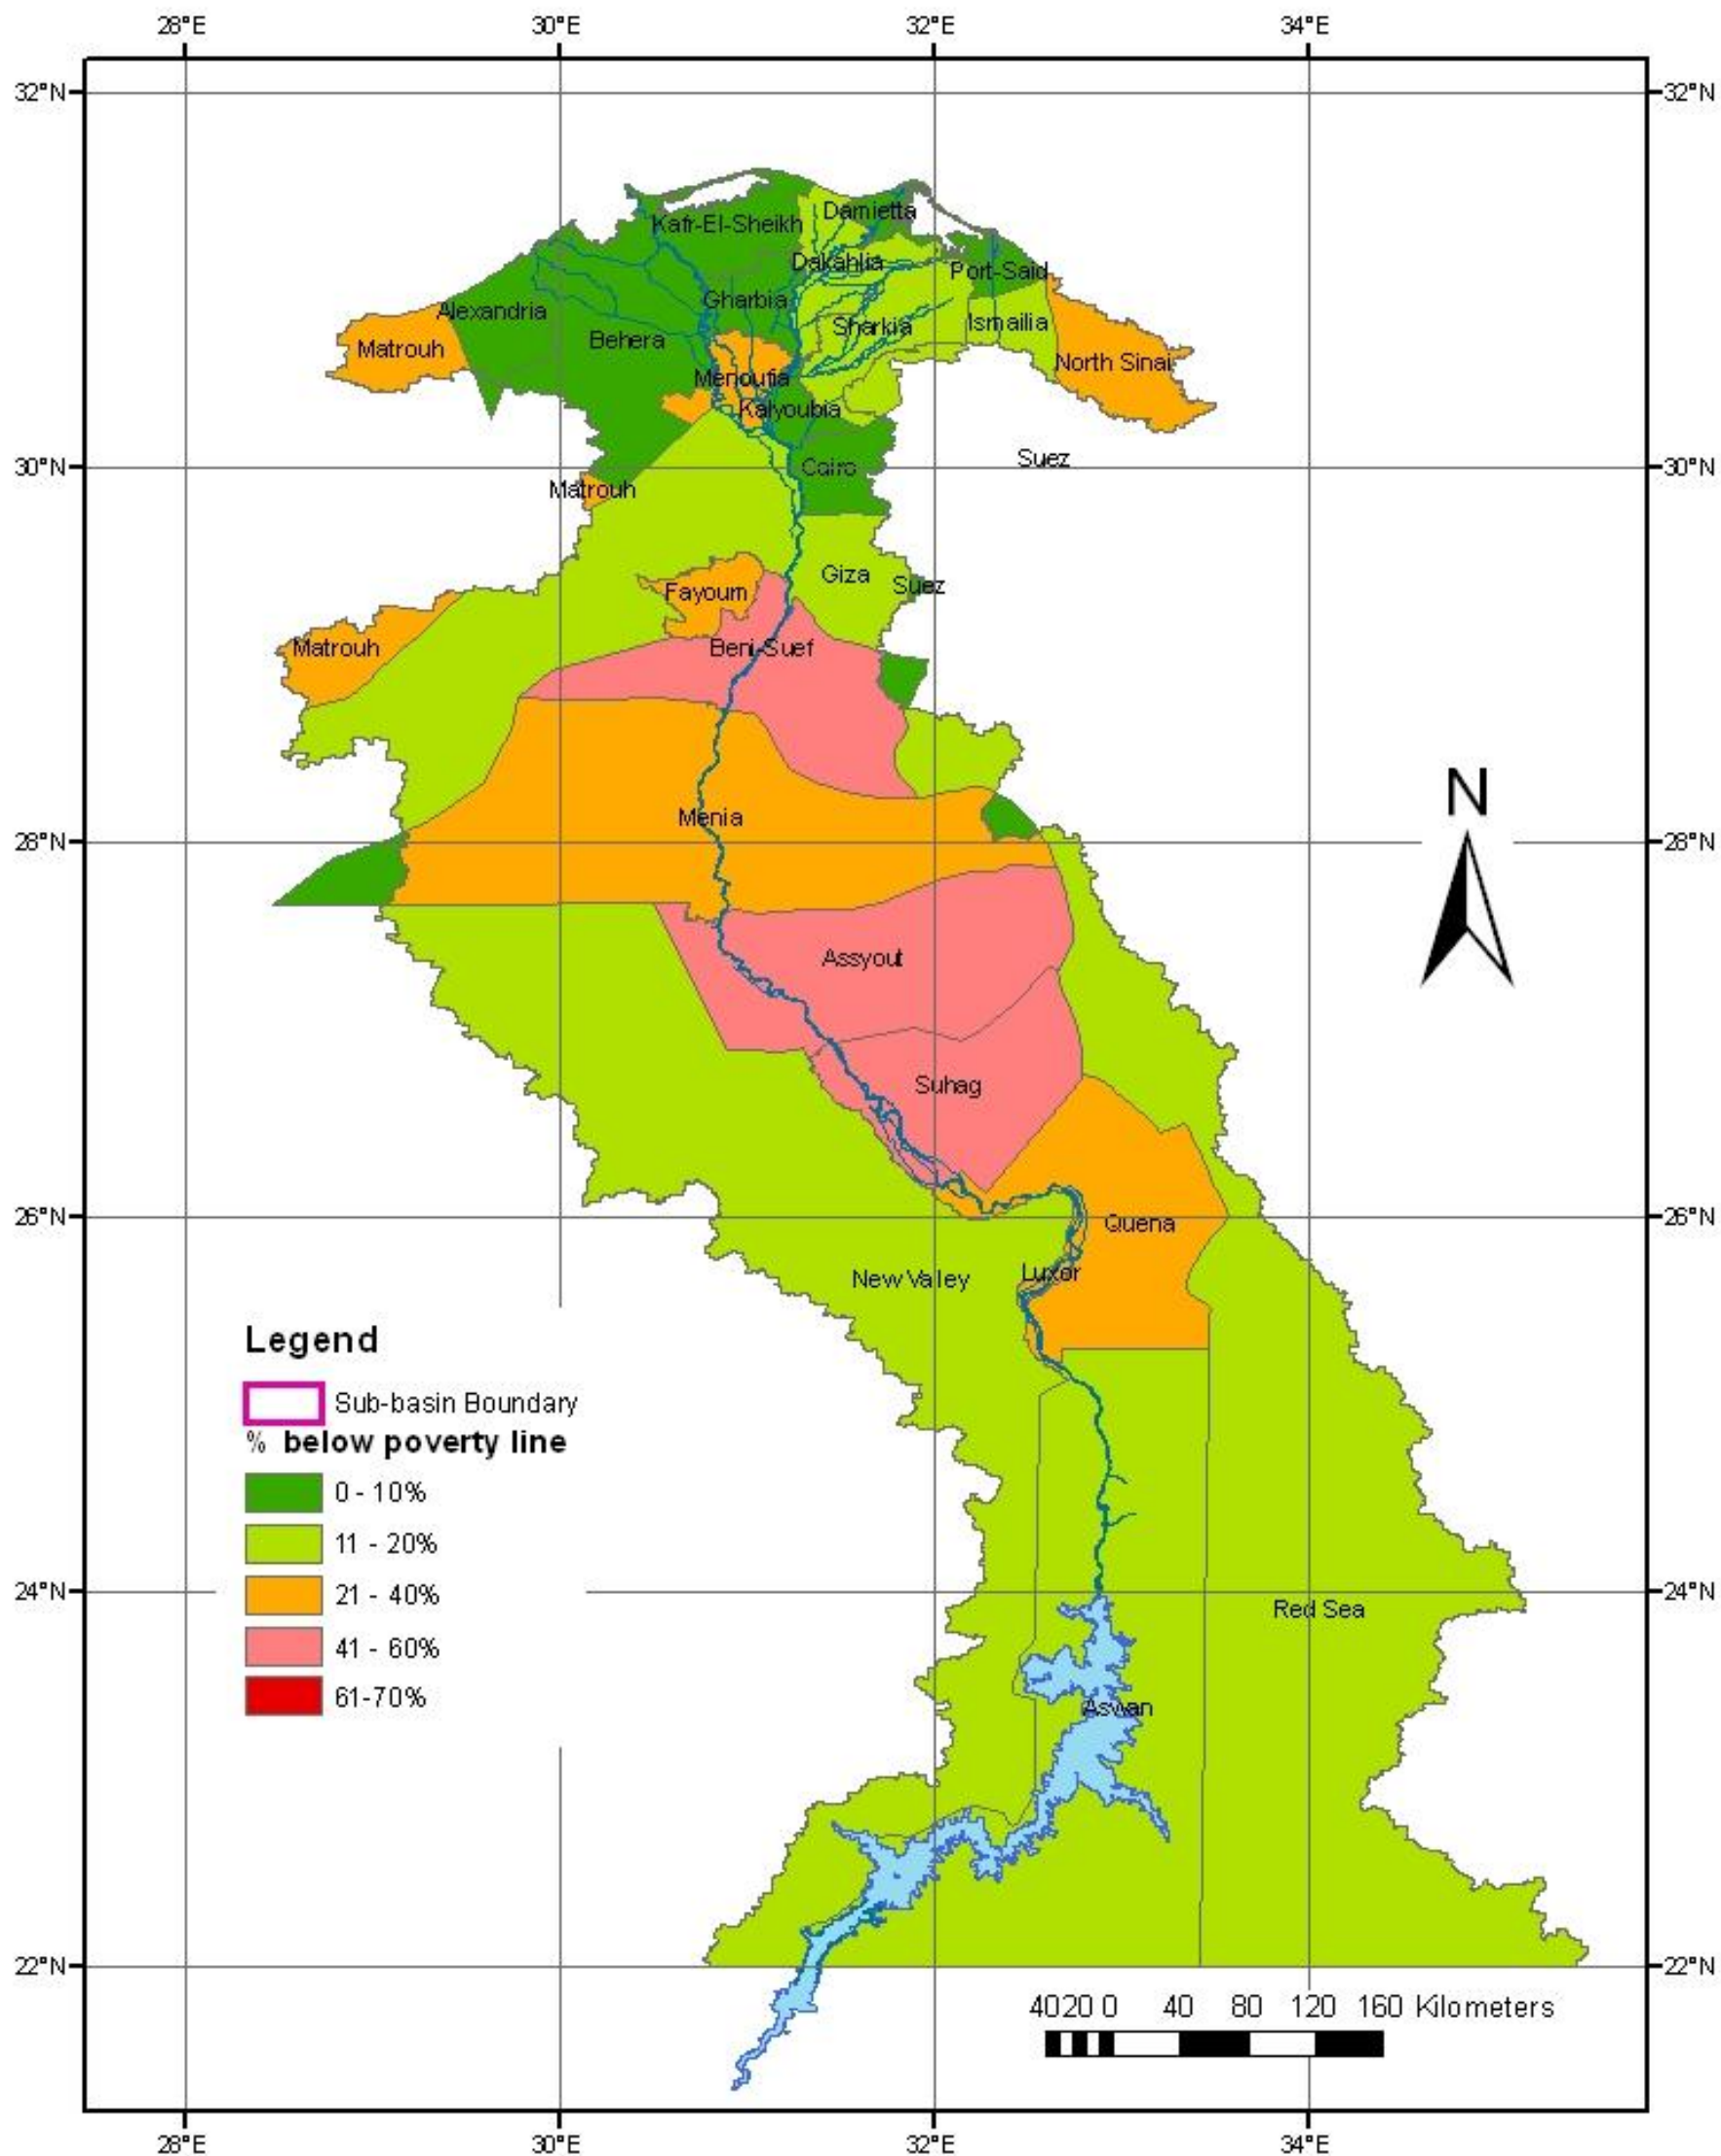 28°E 30°E 32°E 34°E
32°N 32°N
Damietta
Kafr-El-Sheikh
Dakahlia
Port-Said
Gharbia
Alexandria
Ismailia
Sharkia
Behera
Matrouh
North Sinai
Menoufia
Kalyoubia
Suez
30°N Cairo 30°N
Matrouh
Giza
Suez
Fayoum
Matrouh
Beni-Suef
N
Menia
28°N 28°N
Assyout
Suhag
26°N Quena 26°N
Luxor
New Valley
Legend
Sub-basin Boundary
% below poverty line
0 - 10%
11 - 20%
21 - 40%
41 - 60%
61-70%
24°N 24°N
Red Sea
Aswan
22°N 22°N
4020 0 40 80 120 160 Kilometers
28°E 30°E 32°E 34°E